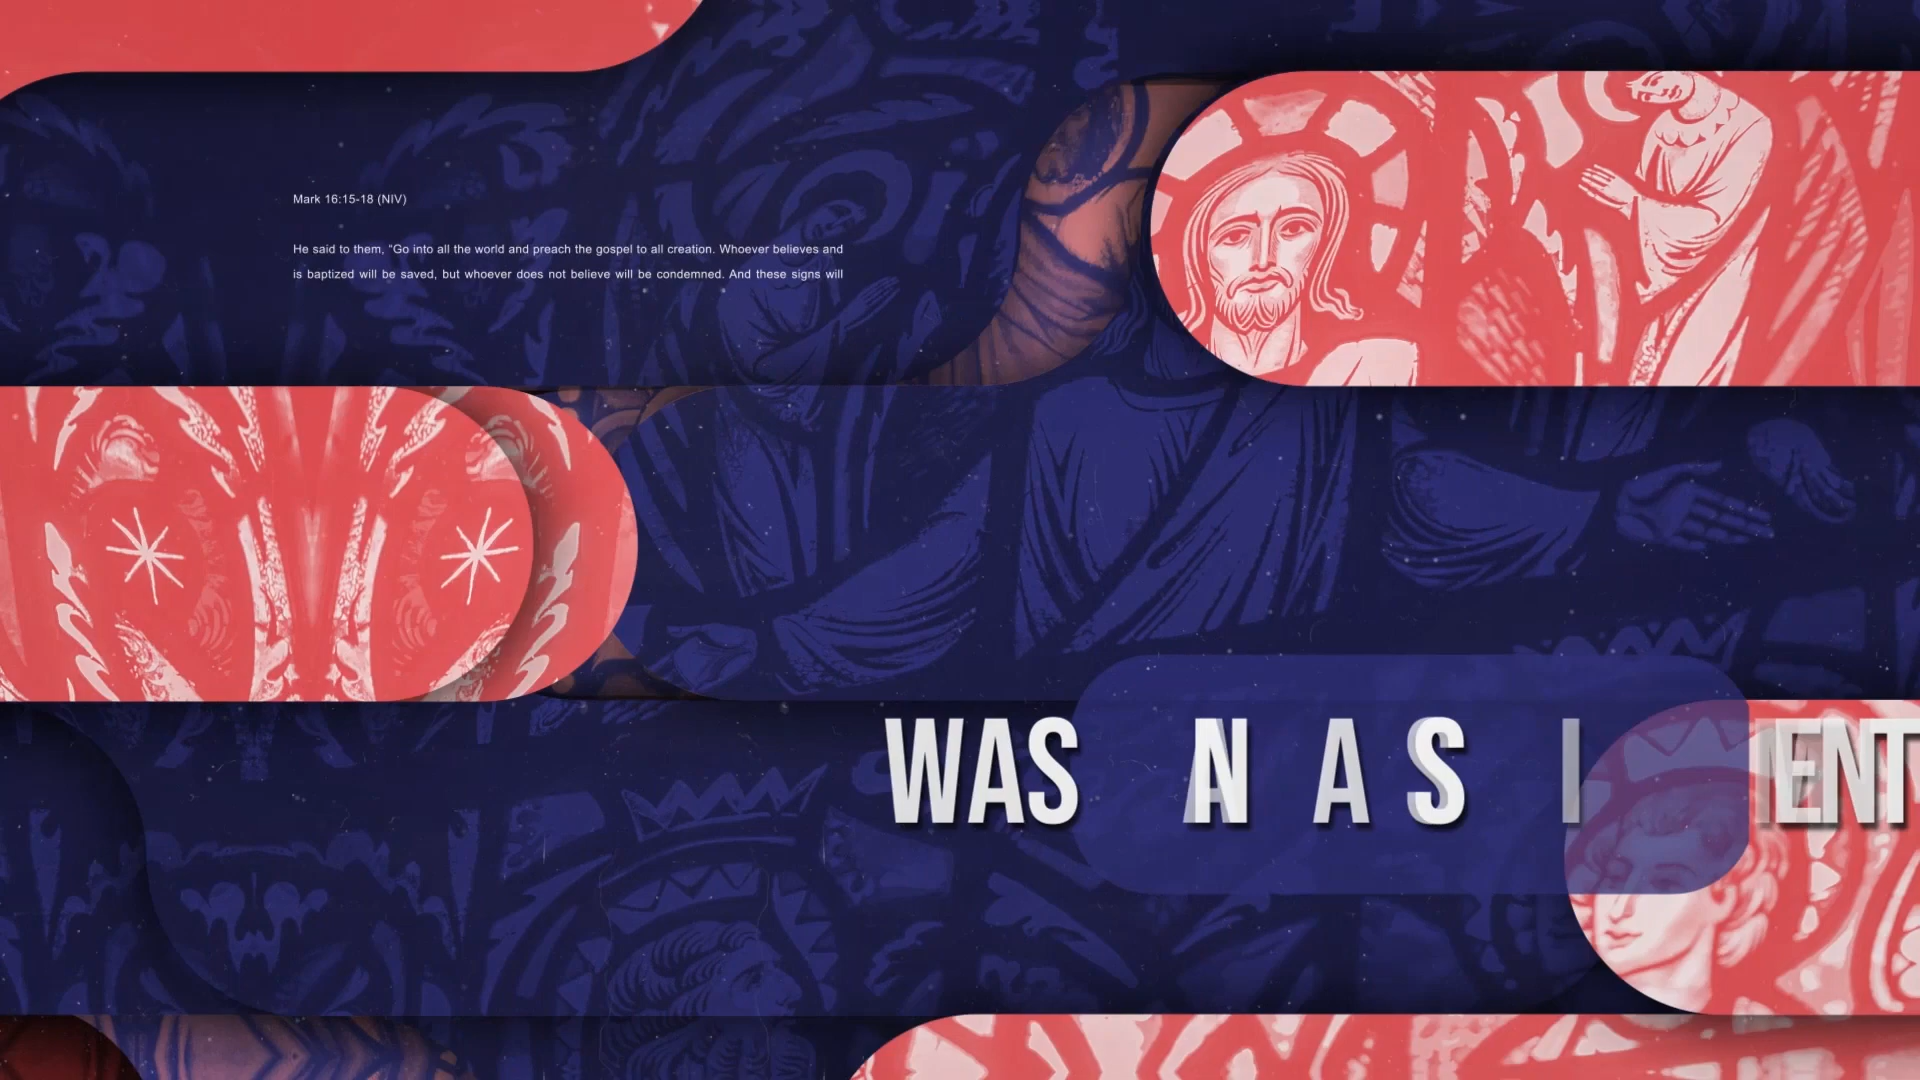 Mark 16:15-18 (NIV)
He said to them, “Go into all the world and preach the gospel to all creation. Whoever believes and
is baptized will be saved, but whoever does not believe will be condemned. And these signs will
WAS